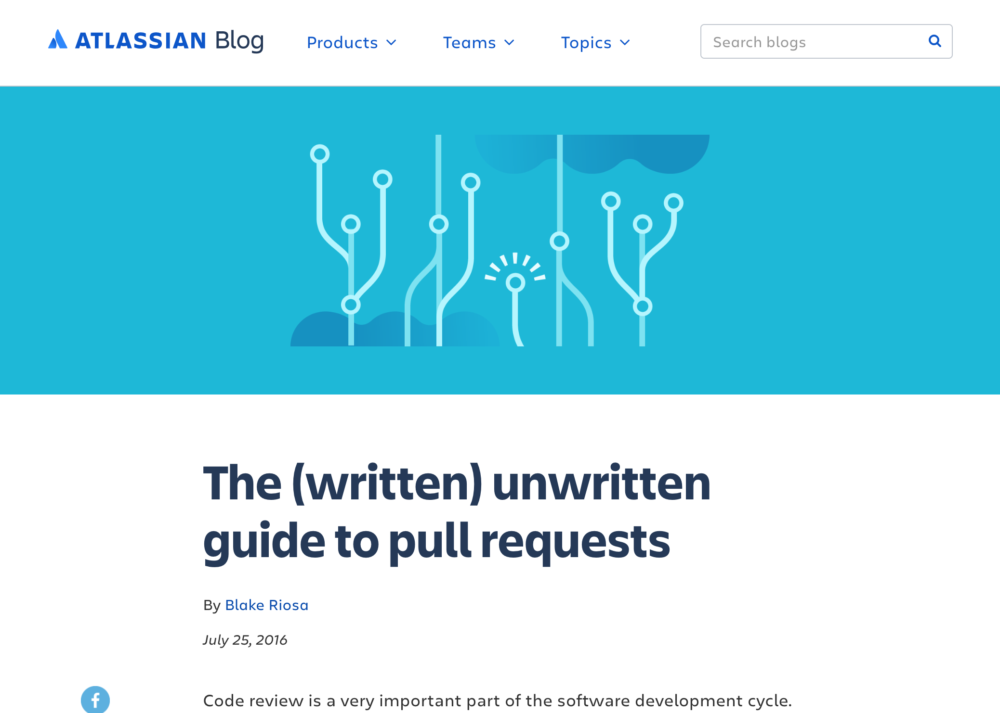 ATLASSIAN Blog
Products
Teams
Topics
Search blogs
The (written) unwritten
guide to pull requests
By Blake Riosa
July 25, 2016
f
Code review is a very important part of the software development cycle.